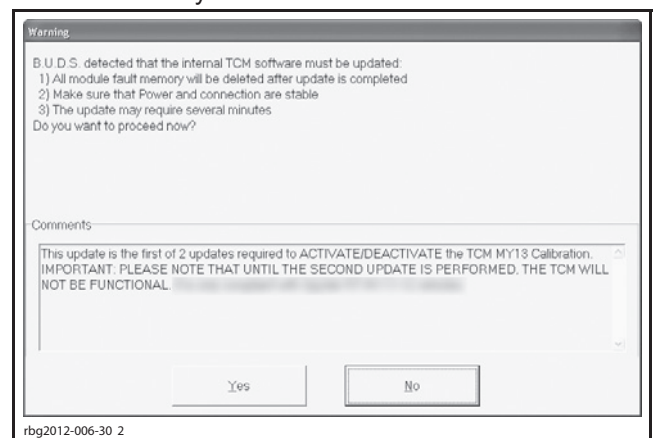 Warning
B.U.D.S. detected that the internal TCM software must be updated:
1) All module fault memory will be deleted after update is completed
2) Make sure that Power and connection are stable
3) The update may require several minutes
Do you want to proceed now?
Comments
This update is the first of 2 updates required to ACTIVATE/DEACTIVATE the TCM MY13 Calibration.
IMPORTANT: PLEASE NOTE THAT UNTIL THE SECOND UPDATE IS PERFORMED, THE TCM WILL
NOT BE FUNCTIONAL.
Yes
No
rbg2012-006-30 2